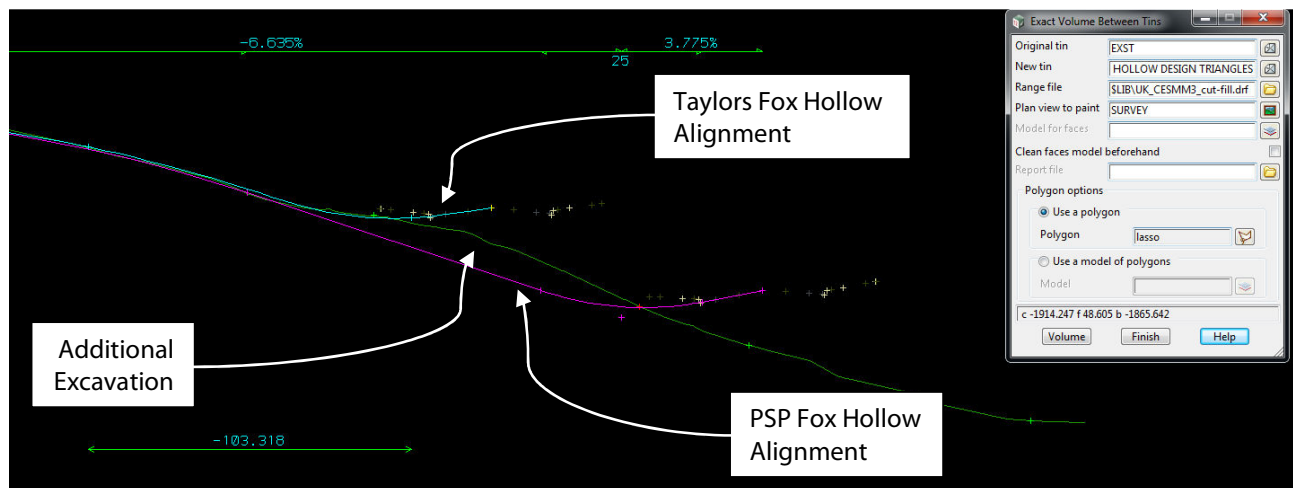 -6.635%
3.775%
25
Taylors Fox Hollow
Alignment
Additional
Excavation
PSP Fox Hollow
Alignment
-103.318
Exact Volume Between Tins
Original tin EXST
New tin HOLLOW DESIGN TRIANGLES
Range file $LIB\UK_CESMM3_cut-fill.drf
Plan view to paint SURVEY
Model for faces
Clean faces model beforehand
Report file
Polygon options
Use a polygon
Polygon lasso
Use a model of polygons
Model
c -1914.247 f 48.605 b -1865.642
Volume Finish Help